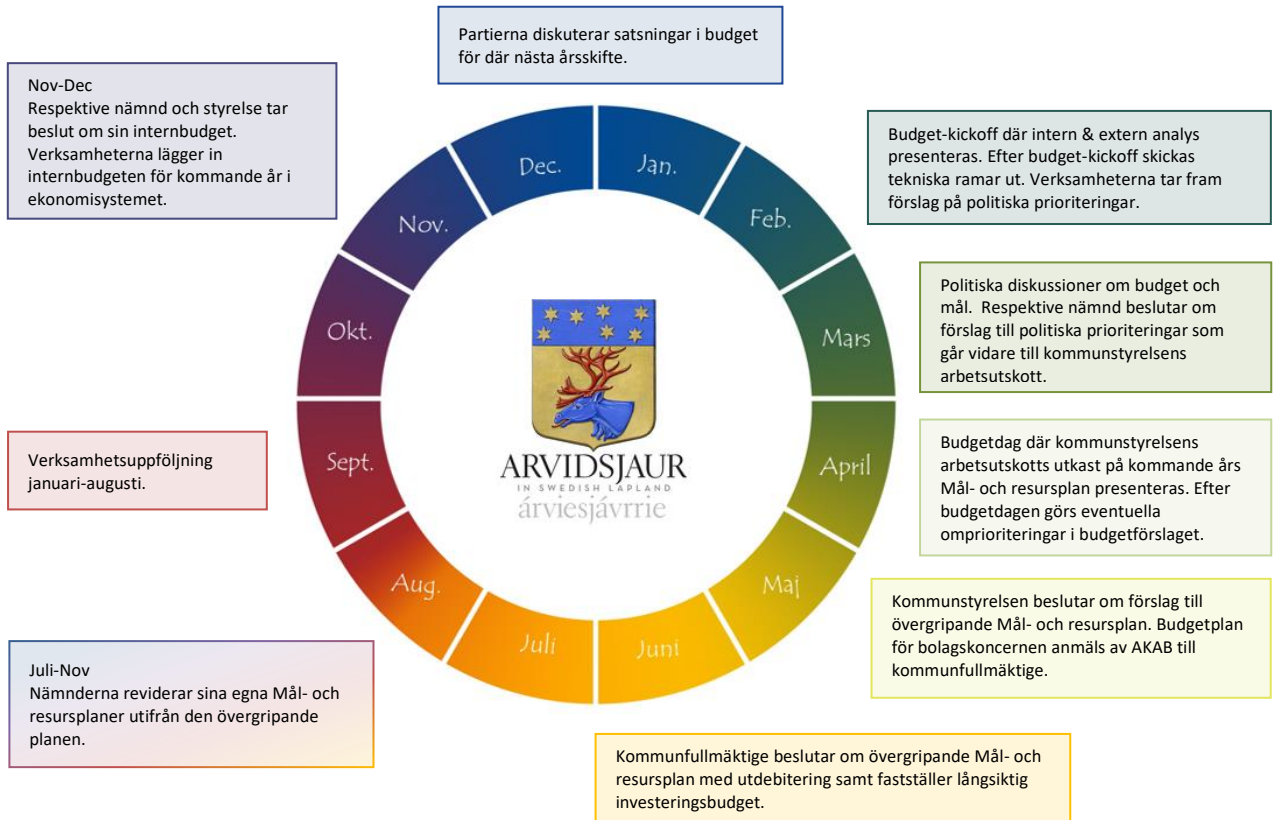 Partierna diskuterar satsningar i budget
för där nästa årsskifte.
Nov-Dec
Respektive nämnd och styrelse tar
beslut om sin internbudget.
Verksamheterna lägger in
internbudgeten för kommande år i
ekonomisystemet.
Budget-kickoff där intern & extern analys
presenteras. Efter budget-kickoff skickas
tekniska ramar ut. Verksamheterna tar fram
förslag på politiska prioriteringar.
Politiska diskussioner om budget och
mål.  Respektive nämnd beslutar om
förslag till politiska prioriteringar som
går vidare till kommunstyrelsens
arbetsutskott.
Budgetdag där kommunstyrelsens
arbetsutskotts utkast på kommande års
Mål- och resursplan presenteras. Efter
budgetdagen görs eventuella
omprioriteringar i budgetförslaget.
Kommunstyrelsen beslutar om förslag till
övergripande Mål- och resursplan. Budgetplan
för bolagskoncernen anmäls av AKAB till
kommunfullmäktige.
Kommunfullmäktige beslutar om övergripande Mål- och
resursplan med utdebitering samt fastställer långsiktig
investeringsbudget.
Juli-Nov
Nämnderna reviderar sina egna Mål- och
resursplaner utifrån den övergripande
planen.
Verksamhetsuppföljning
januari-augusti.
Jan.
Feb.
Mars
April
Maj
Juni
Juli
Aug.
Sept.
Okt.
Nov.
Dec.
ARVIDSJAUR
IN SWEDISH LAPLAND
árviesjávrrie